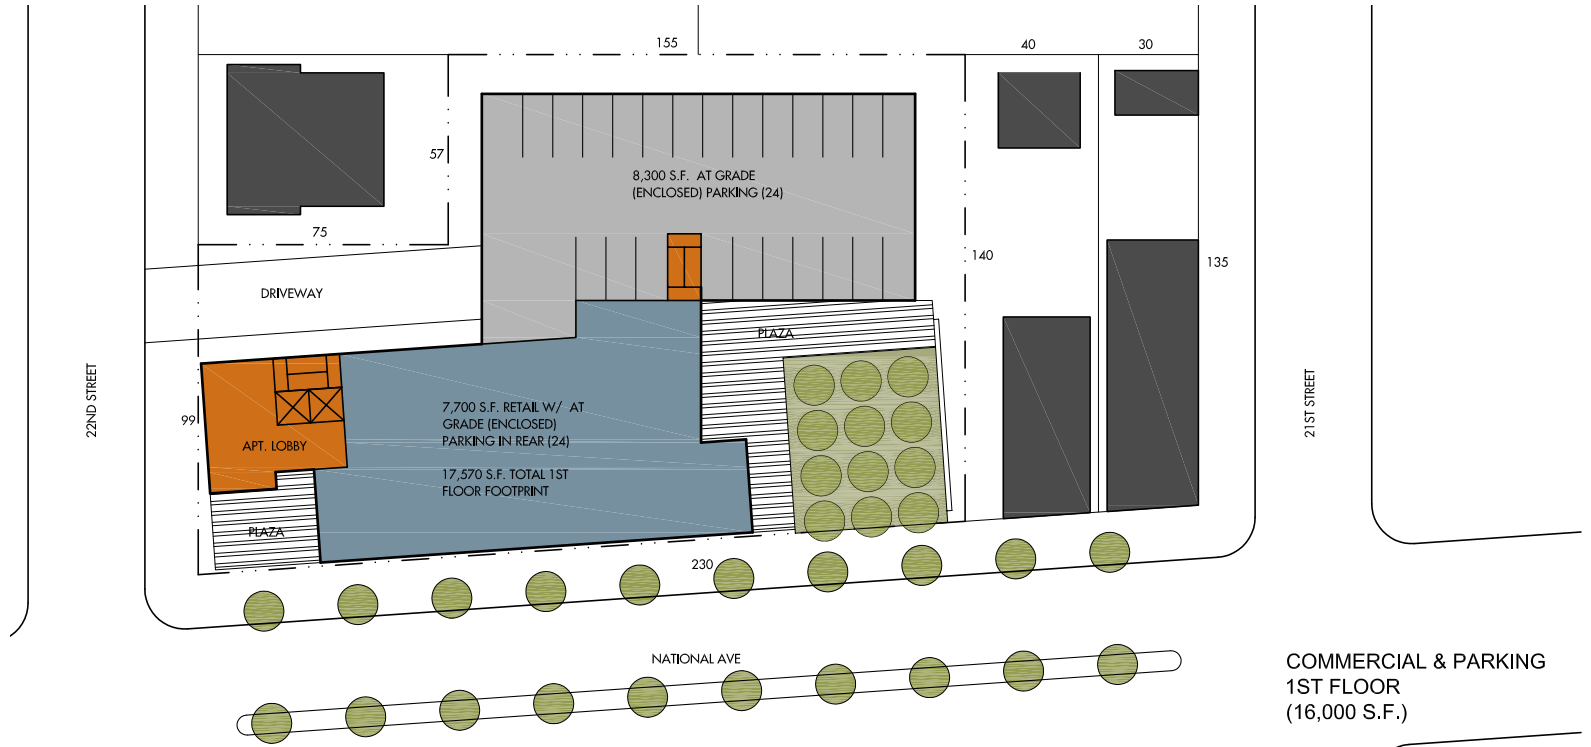 155
40
30
57
8,300 S.F. AT GRADE
(ENCLOSED) PARKING (24)
75
140
135
DRIVEWAY
PLAZA
22ND STREET
21ST STREET
99
7,700 S.F. RETAIL W/ AT
GRADE (ENCLOSED)
PARKING IN REAR (24)
17,570 S.F. TOTAL 1ST
FLOOR FOOTPRINT
APT. LOBBY
PLAZA
230
NATIONAL AVE
COMMERCIAL & PARKING
1ST FLOOR
(16,000 S.F.)